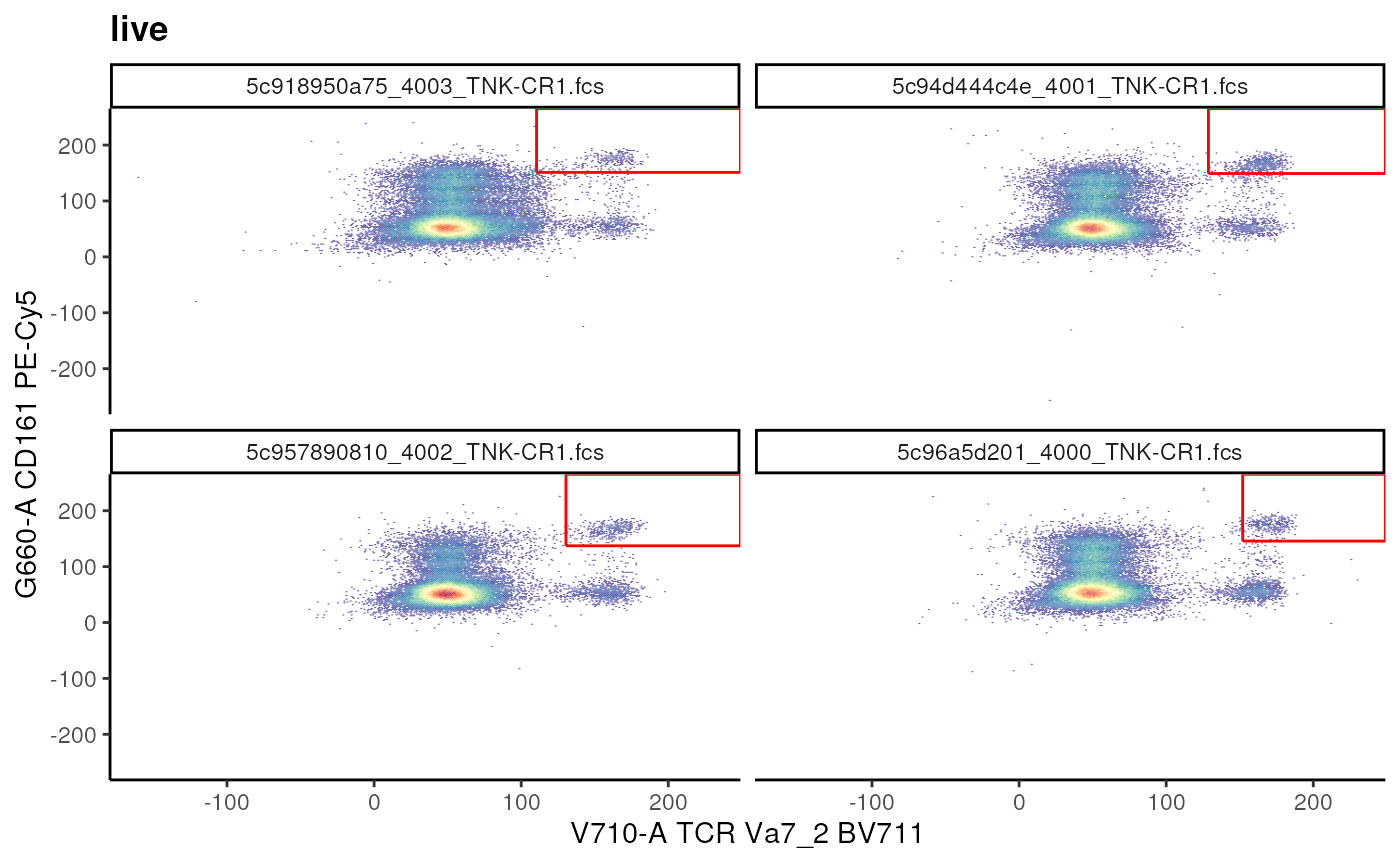 live
5c918950a75_4003_TNK-CR1.fcs
5c94d444c4e_4001_TNK-CR1.fcs
200
100
0
-100
-200
5c957890810_4002_TNK-CR1.fcs
5c96a5d201_4000_TNK-CR1.fcs
200
100
0
-100
-200
G660-A CD161 PE-Cy5
-100 0 100 200
-100 0 100 200
V710-A TCR Va7_2 BV711